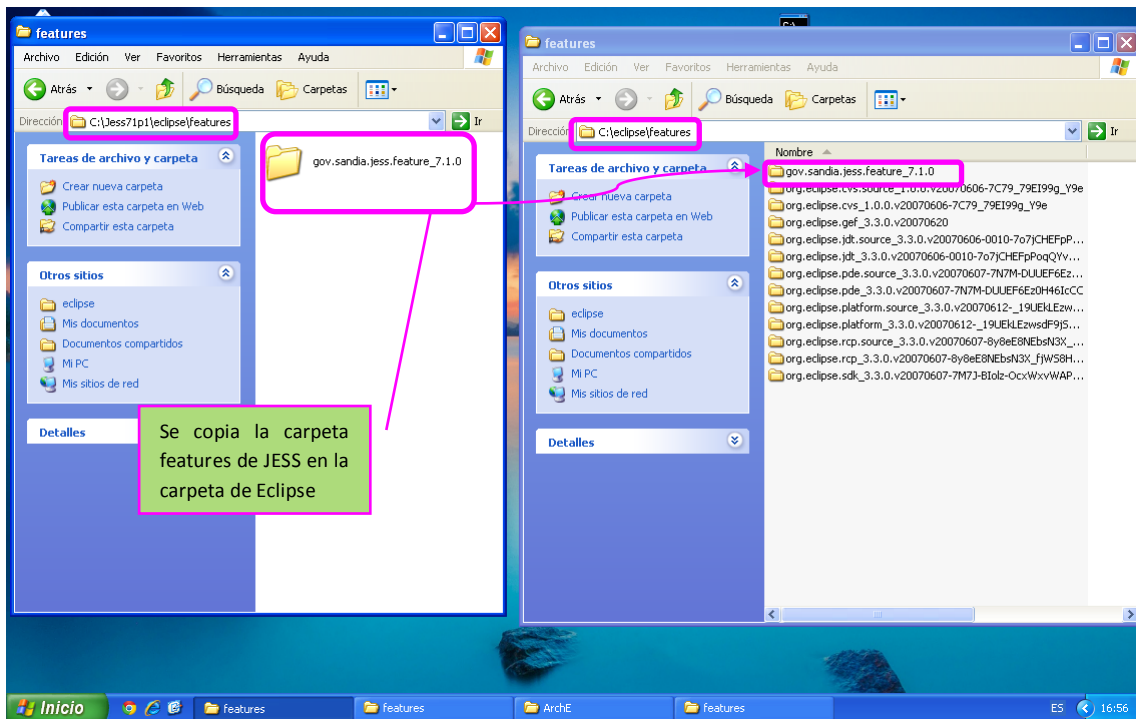 features
Archivo Edición Ver Favoritos Herramientas Ayuda
Atrás Búsqueda Carpetas
Dirección C:\Jess71p1\eclipse\features Ir
Tareas de archivo y carpeta
Crear nueva carpeta
Publicar esta carpeta en Web
Compartir esta carpeta
Otros sitios
eclipse
Mis documentos
Documentos compartidos
Mi PC
Mis sitios de red
Detalles
gov.sandia.jess.feature_7.1.0
Se copia la carpeta
features de JESS en la
carpeta de Eclipse
features
Archivo Edición Ver Favoritos Herramientas Ayuda
Atrás Búsqueda Carpetas
Dirección C:\eclipse\features Ir
Tareas de archivo y carpeta
Crear nueva carpeta
Publicar esta carpeta en Web
Compartir esta carpeta
Otros sitios
eclipse
Mis documentos
Documentos compartidos
Mi PC
Mis sitios de red
Detalles
Nombre
gov.sandia.jess.feature_7.1.0
org.eclipse.cvs.source_1.0.0.v20070606-7C79_79EI99g_Y9e
org.eclipse.cvs_1.0.0.v20070606-7C79_79EI99g_Y9e
org.eclipse.gef_3.3.0.v20070620
org.eclipse.jdt.source_3.3.0.v20070606-0010-7o7jCHEFpP...
org.eclipse.jdt_3.3.0.v20070606-0010-7o7jCHEFpPoqQYv...
org.eclipse.pde.source_3.3.0.v20070607-7N7M-DUUEF6Ez...
org.eclipse.pde_3.3.0.v20070607-7N7M-DUUEF6Ez0H46IcCC
org.eclipse.platform.source_3.3.0.v20070612-_19UEkLEzw...
org.eclipse.platform_3.3.0.v20070612-_19UEkLEzwsdF9jS...
org.eclipse.rcp.source_3.3.0.v20070607-8y8eE8NEbsN3X_...
org.eclipse.rcp_3.3.0.v20070607-8y8eE8NEbsN3X_fjWS8H...
org.eclipse.sdk_3.3.0.v20070607-7M7J-BIolz-OcxWxvWAP...
Inicio features features ArchE features ES 16:56